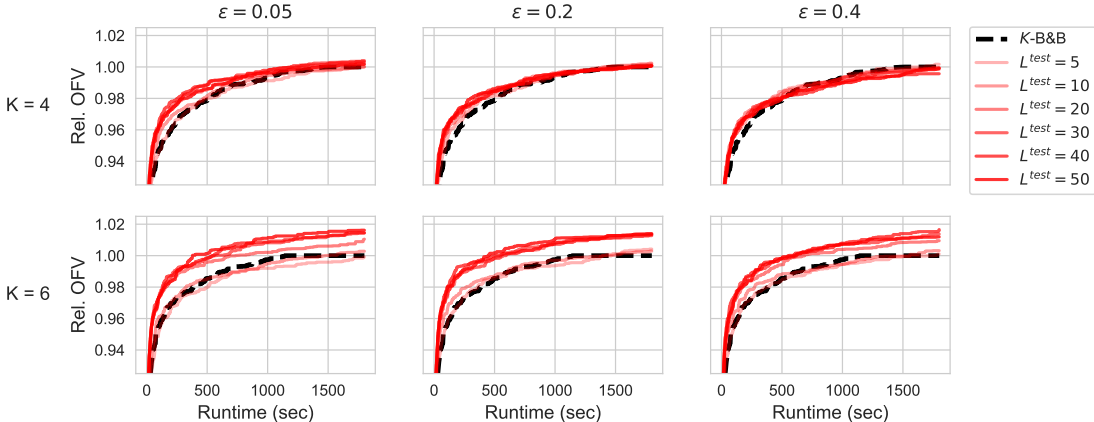 ε = 0.05
ε = 0.2
ε = 0.4
K = 4
Rel. OFV
1.02
1.00
0.98
0.96
0.94
K-B&B
L^test = 5
L^test = 10
L^test = 20
L^test = 30
L^test = 40
L^test = 50
K = 6
Rel. OFV
1.02
1.00
0.98
0.96
0.94
0 500 1000 1500
0 500 1000 1500
0 500 1000 1500
Runtime (sec)
Runtime (sec)
Runtime (sec)